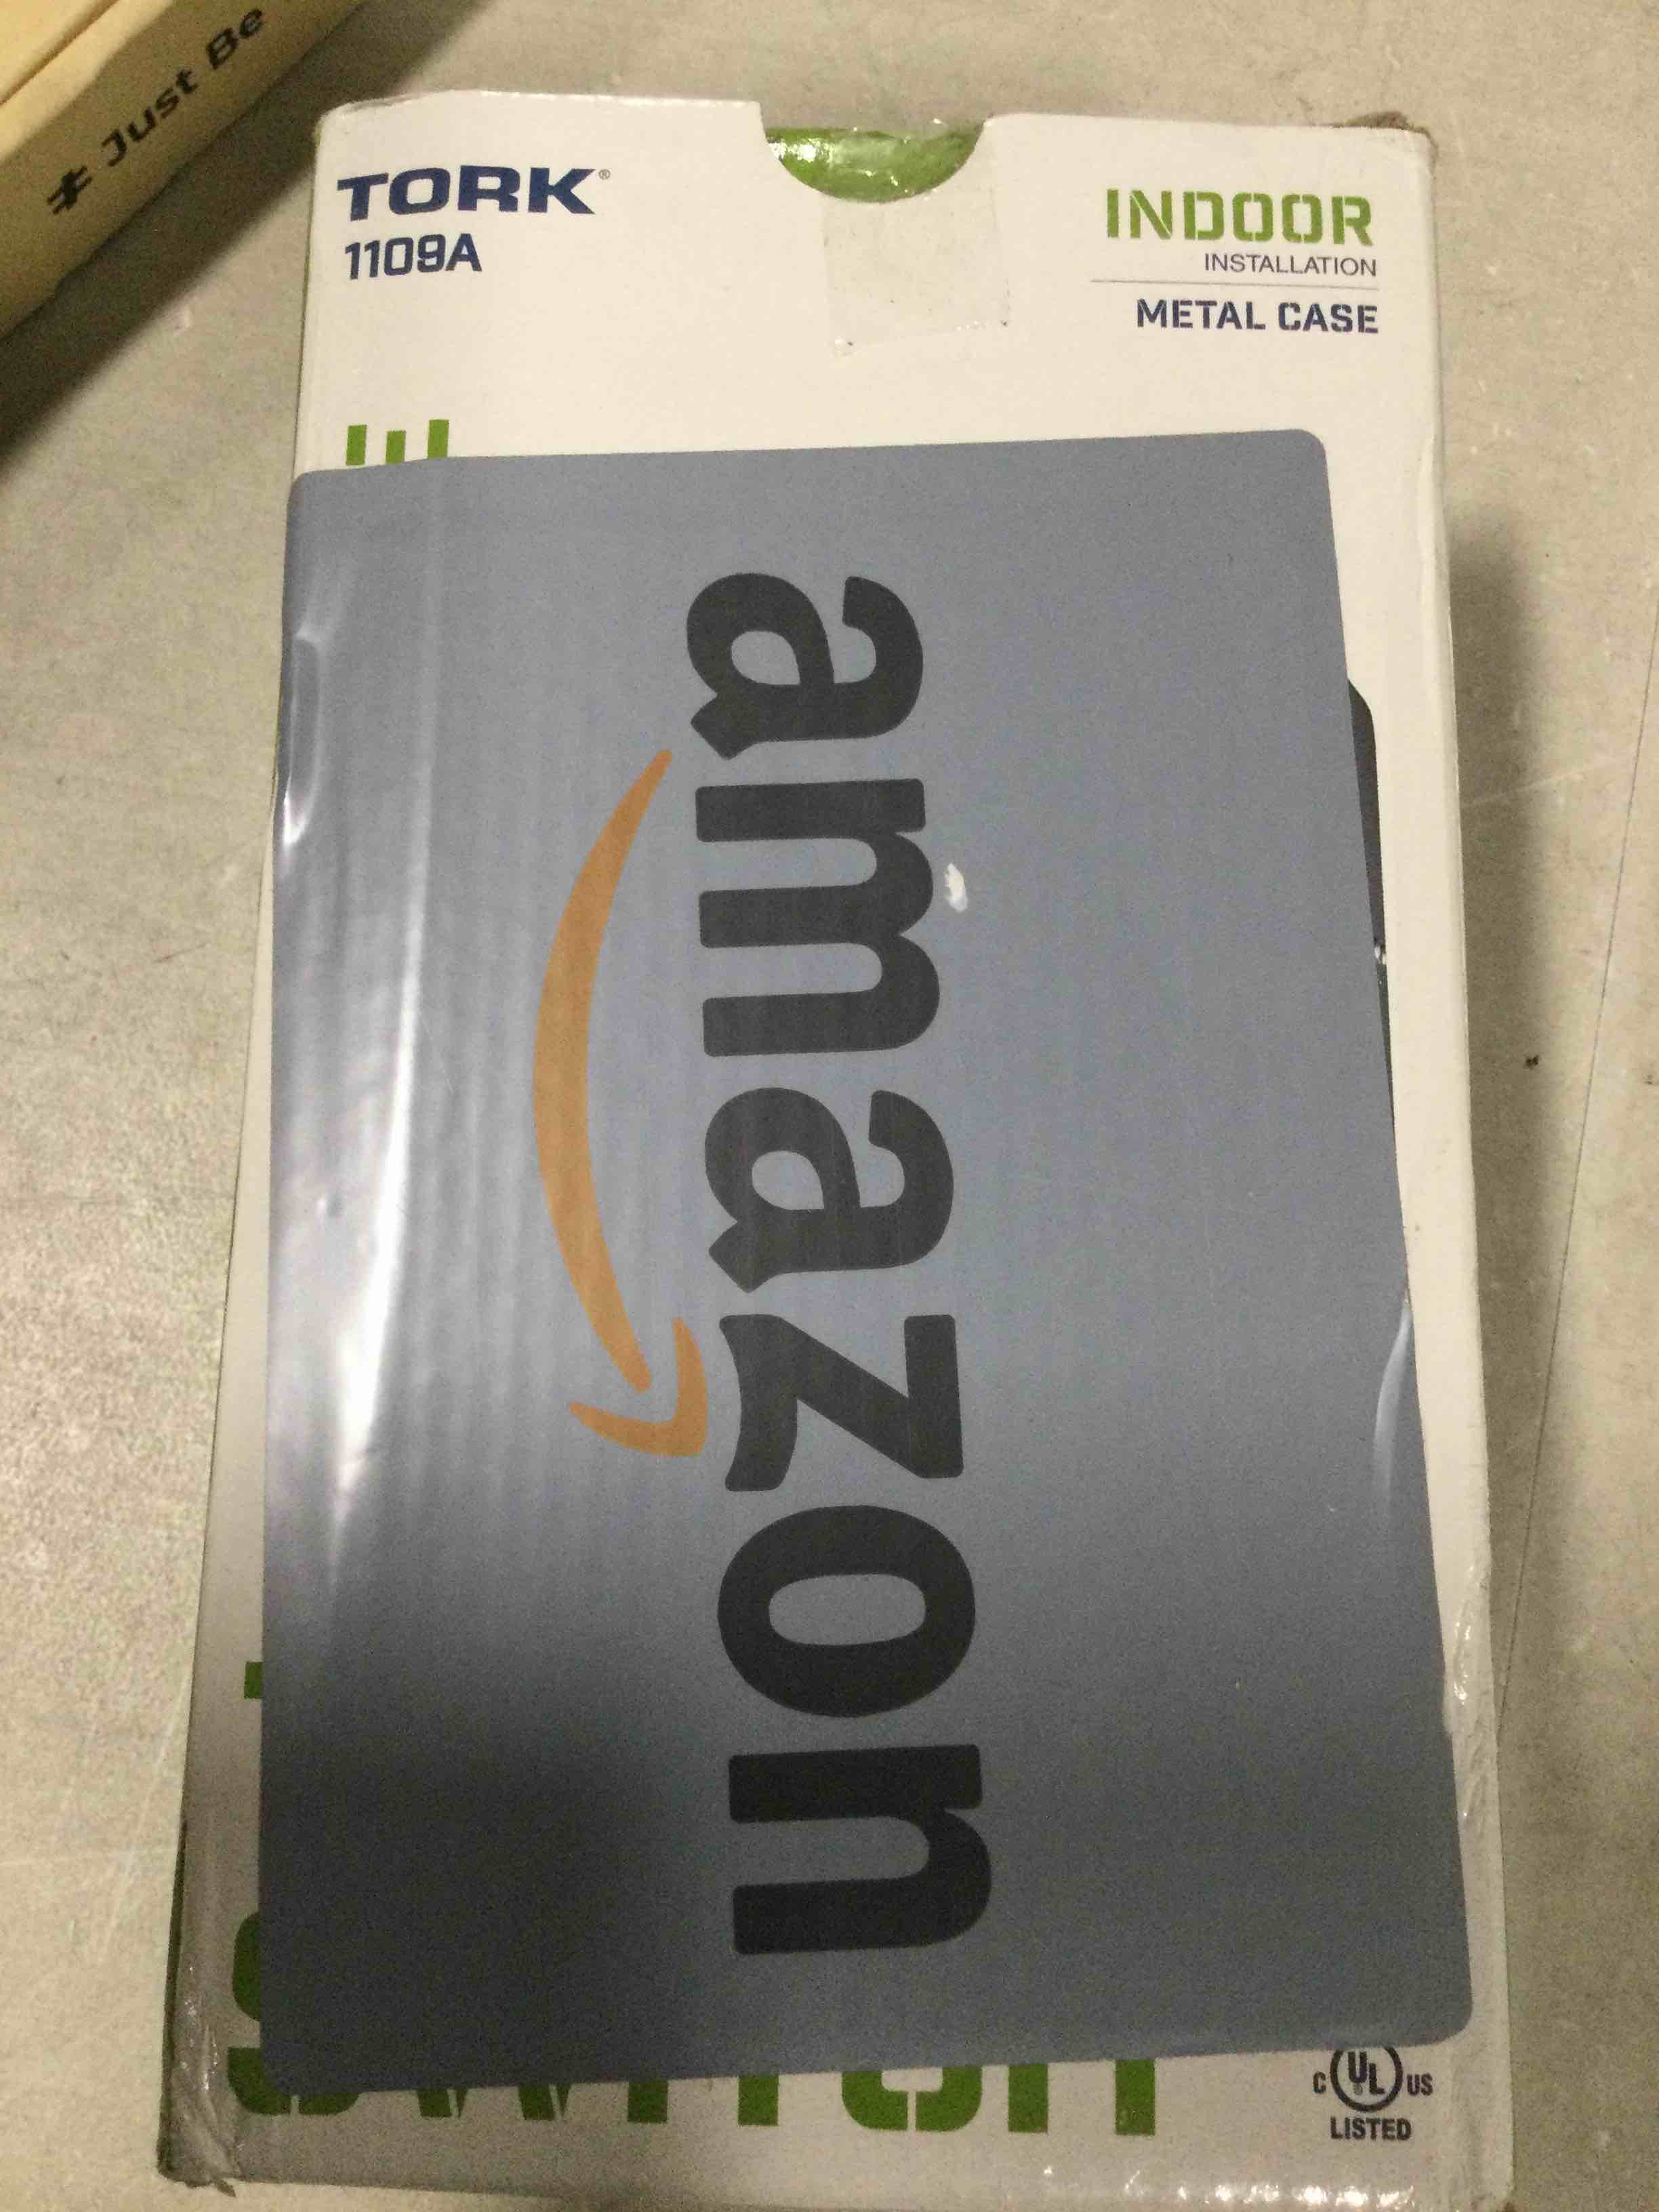 Just Be
TORK®
1109A
INDOOR
INSTALLATION
METAL CASE
amazon
C UL US
LISTED